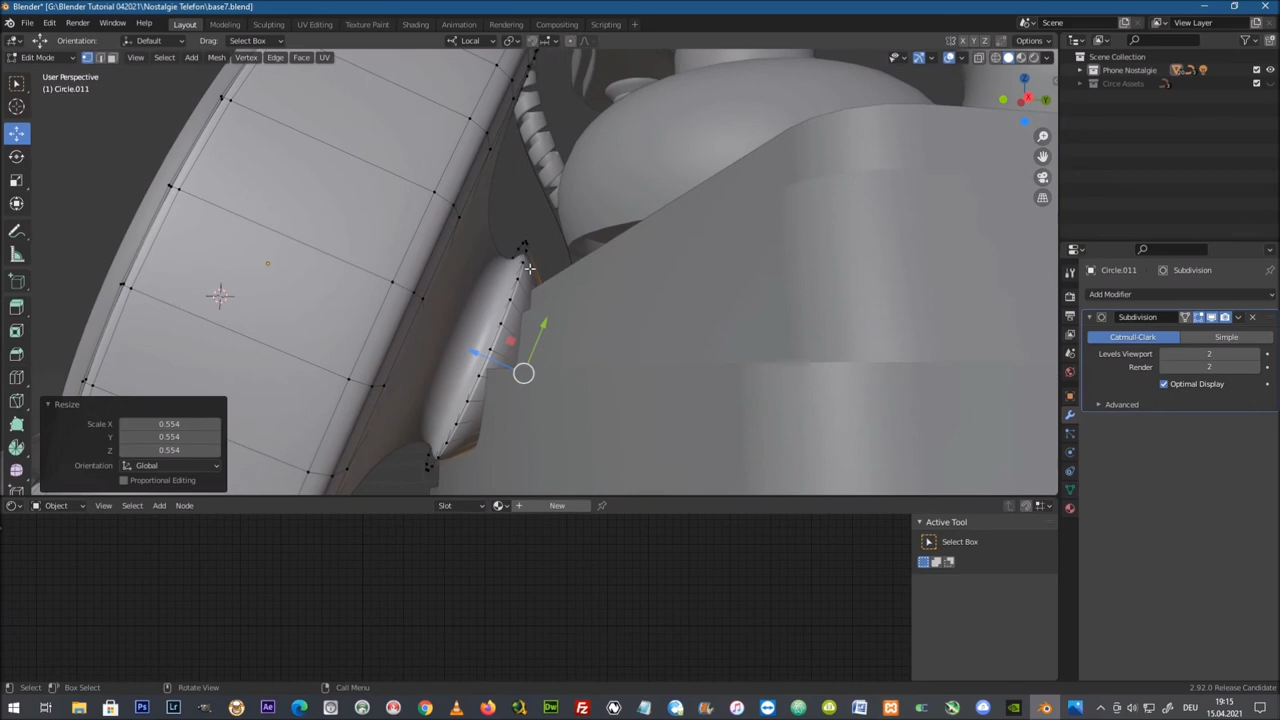 Blender* [G:\Blender Tutorial 042021\Nostalgie Telefon\base7.blend]
File Edit Render Window Help Layout Modeling Sculpting UV Editing Texture Paint Shading Animation Rendering Compositing Scripting Scene View Layer
Orientation: Default Drag: Select Box Local X Y Z Options
Edit Mode View Select Add Mesh Vertex Edge Face UV
User Perspective
(1) Circle.011
Scene Collection
Phone Nostalgie
Circe Assets
Circle.011 Subdivision
Add Modifier
Subdivision
Catmull-Clark Simple
Levels Viewport 2
Render 2
Optimal Display
Advanced
Resize
Scale X 0.554
Y 0.554
Z 0.554
Orientation Global
Proportional Editing
Object View Select Add Node Slot New
Active Tool
Select Box
Select Box Select Rotate View Call Menu 2.92.0 Release Candidate
DEU 19:15
15.04.2021